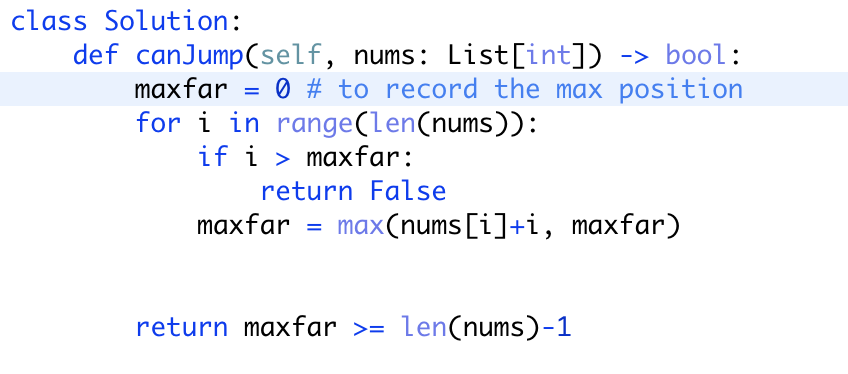 class Solution:
    def canJump(self, nums: List[int]) -> bool:
        maxfar = 0 # to record the max position
        for i in range(len(nums)):
            if i > maxfar:
                return False
            maxfar = max(nums[i]+i, maxfar)
        return maxfar >= len(nums)-1